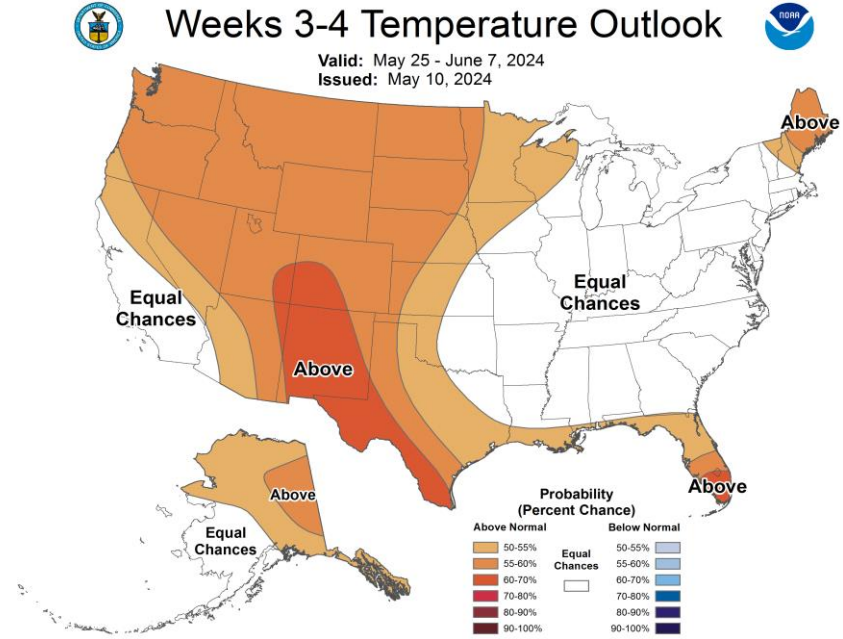 Weeks 3-4 Temperature Outlook
NOAA
Valid: May 25 - June 7, 2024
Issued: May 10, 2024
Above
Equal
Chances
Equal
Chances
Above
Above
Above
Equal
Chances
Probability
(Percent Chance)
Above Normal
Below Normal
Equal
Chances
50-55%
55-60%
60-70%
70-80%
80-90%
90-100%
50-55%
55-60%
60-70%
70-80%
80-90%
90-100%